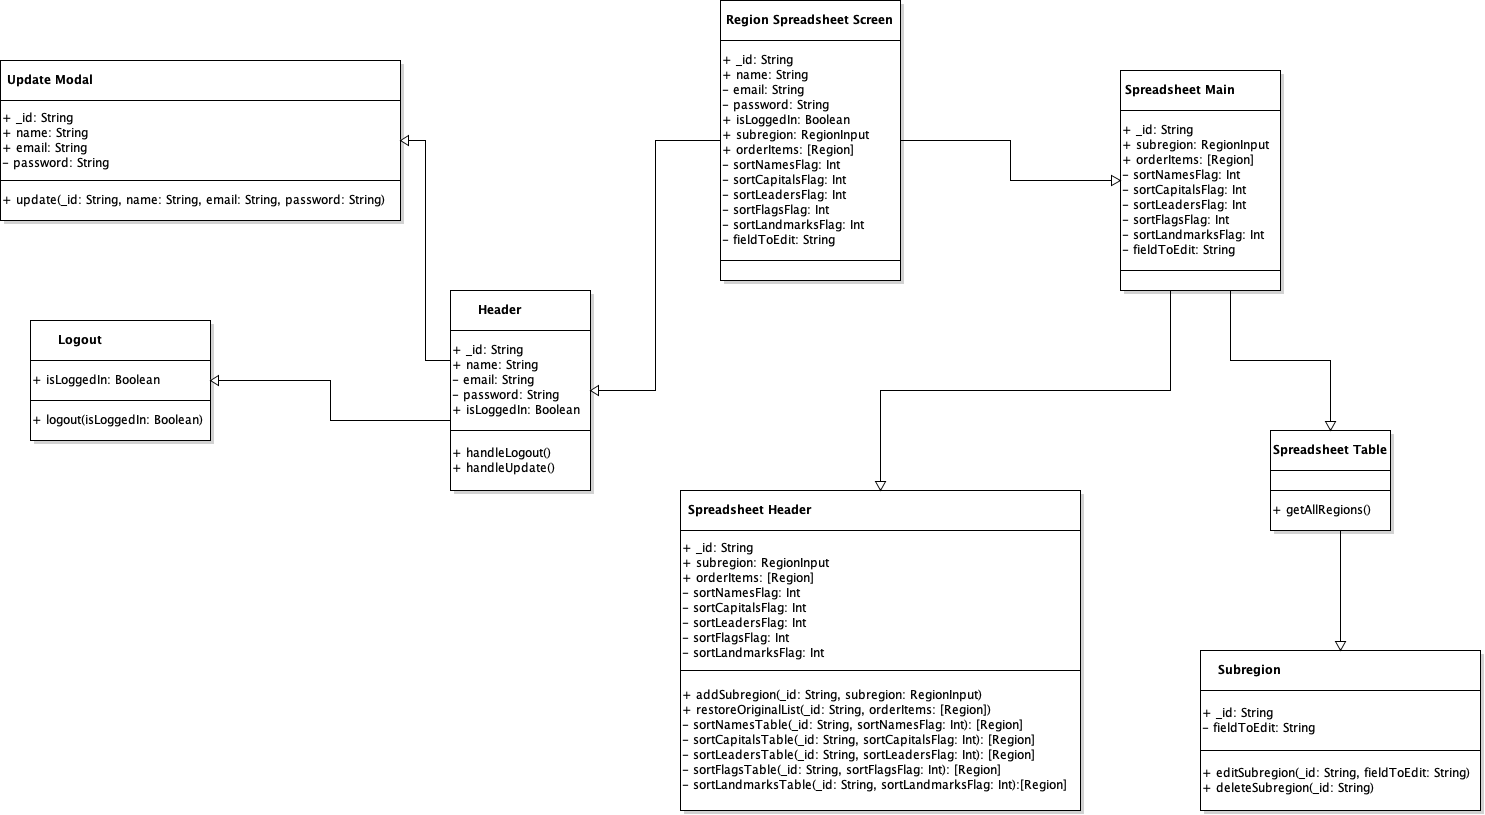 Region Spreadsheet Screen
+ _id: String
+ name: String
- email: String
- password: String
+ isLoggedIn: Boolean
+ subregion: RegionInput
+ orderItems: [Region]
- sortNamesFlag: Int
- sortCapitalsFlag: Int
- sortLeadersFlag: Int
- sortFlagsFlag: Int
- sortLandmarksFlag: Int
- fieldToEdit: String
Update Modal
+ _id: String
+ name: String
+ email: String
- password: String
+ update(_id: String, name: String, email: String, password: String)
Spreadsheet Main
+ _id: String
+ subregion: RegionInput
+ orderItems: [Region]
- sortNamesFlag: Int
- sortCapitalsFlag: Int
- sortLeadersFlag: Int
- sortFlagsFlag: Int
- sortLandmarksFlag: Int
- fieldToEdit: String
Header
+ _id: String
+ name: String
- email: String
- password: String
+ isLoggedIn: Boolean
+ handleLogout()
+ handleUpdate()
Logout
+ isLoggedIn: Boolean
+ logout(isLoggedIn: Boolean)
Spreadsheet Table
+ getAllRegions()
Spreadsheet Header
+ _id: String
+ subregion: RegionInput
+ orderItems: [Region]
- sortNamesFlag: Int
- sortCapitalsFlag: Int
- sortLeadersFlag: Int
- sortFlagsFlag: Int
- sortLandmarksFlag: Int
+ addSubregion(_id: String, subregion: RegionInput)
+ restoreOriginalList(_id: String, orderItems: [Region])
- sortNamesTable(_id: String, sortNamesFlag: Int): [Region]
- sortCapitalsTable(_id: String, sortCapitalsFlag: Int): [Region]
- sortLeadersTable(_id: String, sortLeadersFlag: Int): [Region]
- sortFlagsTable(_id: String, sortFlagsFlag: Int): [Region]
- sortLandmarksTable(_id: String, sortLandmarksFlag: Int):[Region]
Subregion
+ _id: String
- fieldToEdit: String
+ editSubregion(_id: String, fieldToEdit: String)
+ deleteSubregion(_id: String)